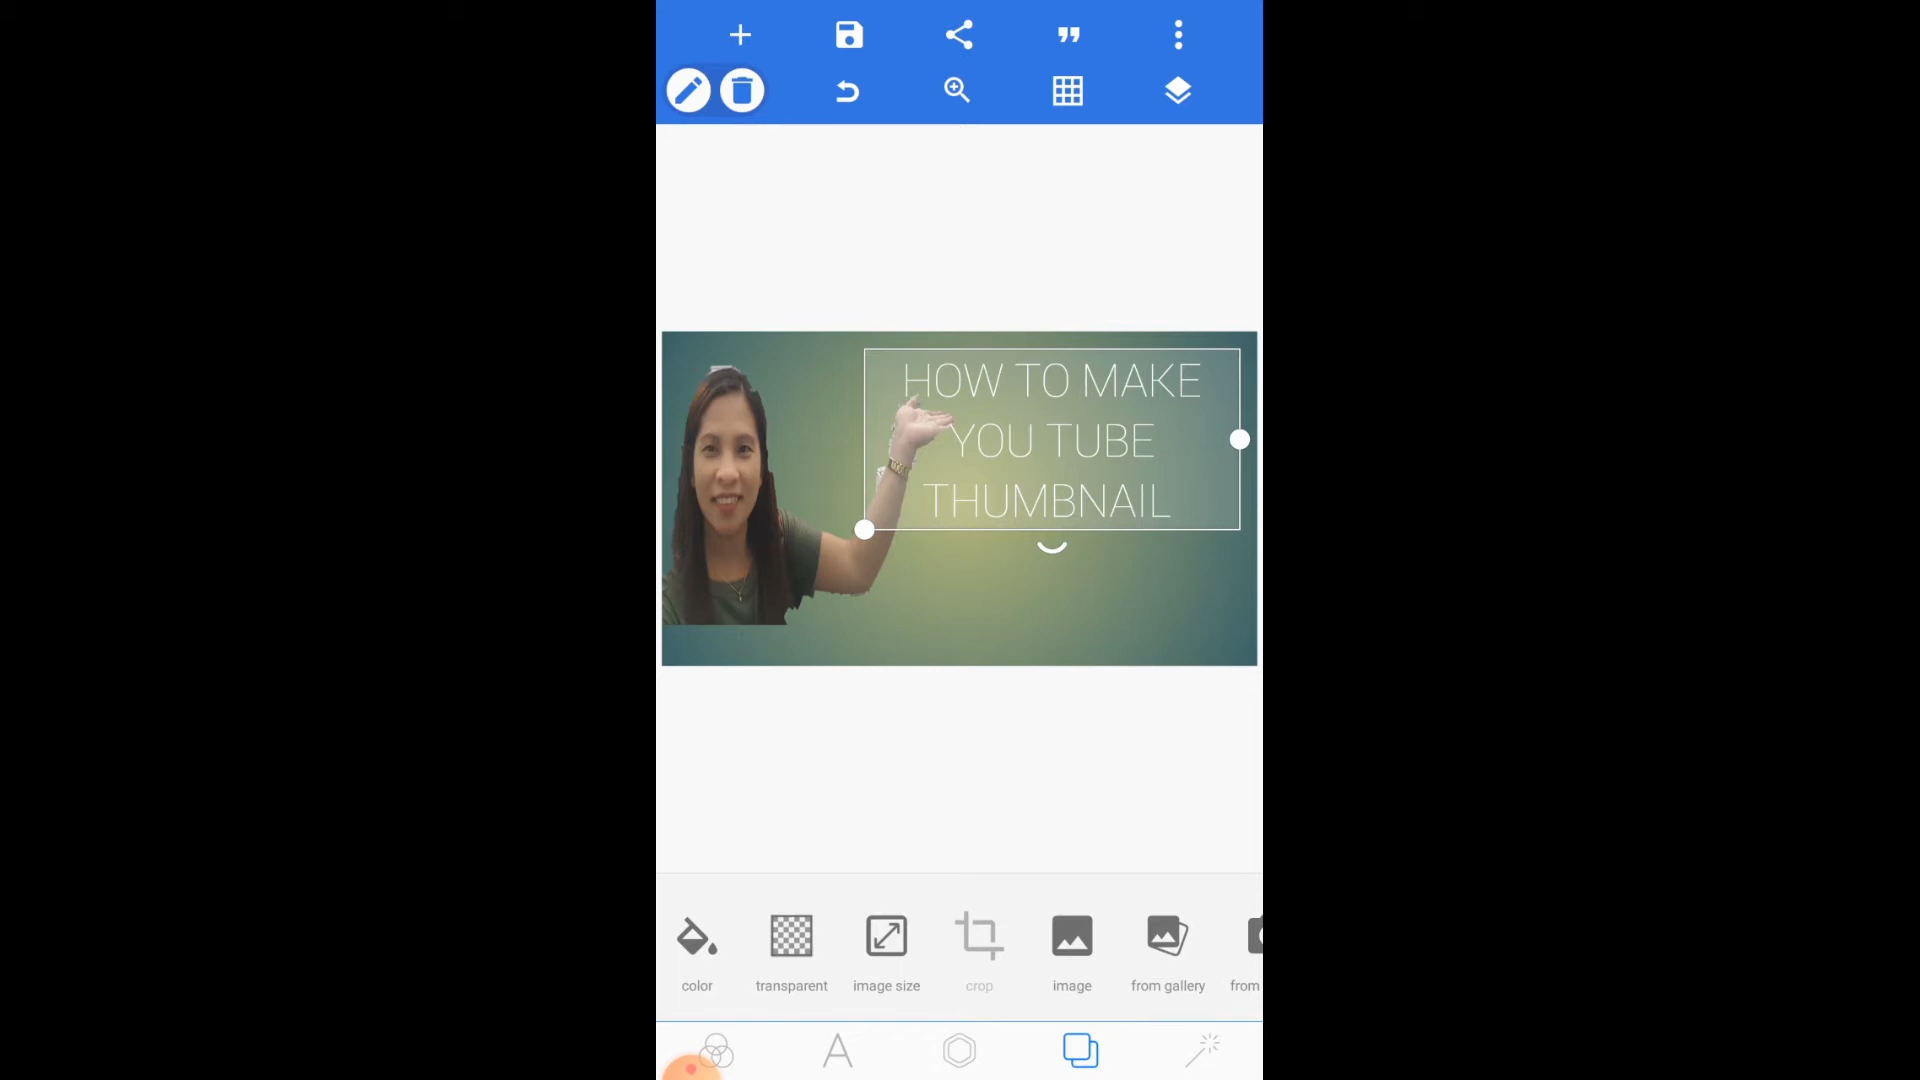 HOW TO MAKE
YOU TUBE
THUMBNAIL
color
transparent
image size
crop
image
from gallery
from